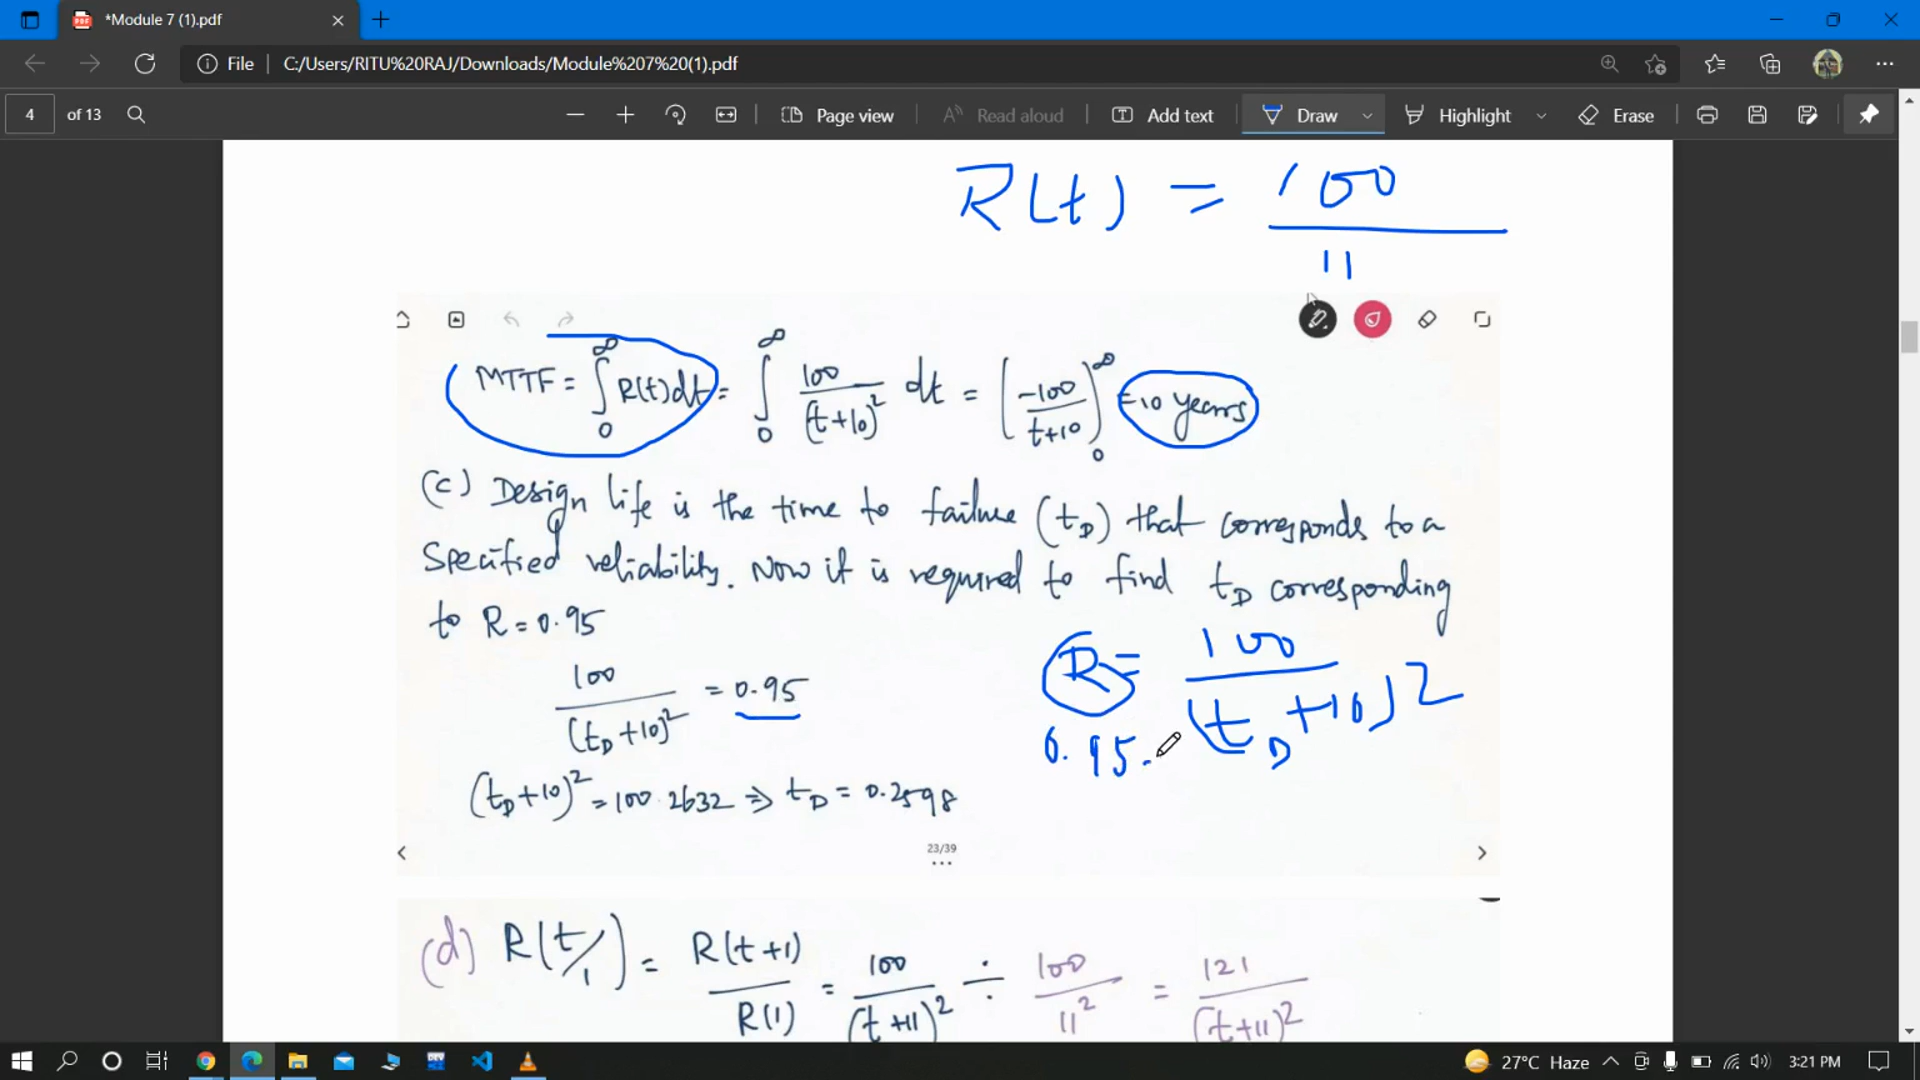 *Module 7 (1).pdf
File C:/Users/RITU%20RAJ/Downloads/Module%207%20(1).pdf
4 of 13 Page view Read aloud Add text Draw Highlight Erase
R(t) = 100 / 11
MTTF = ∫₀^∞ R(t)dt = ∫₀^∞ 100/(t+10)² dt = (-100/(t+10))₀^∞ = 10 years
(c) Design life is the time to failure (t_D) that corresponds to a
Specified reliability. Now it is required to find t_D corresponding
to R = 0.95
100/(t_D+10)² = 0.95
R = 100/(t_D+10)²
0.95.
(t_D+10)² = 100.2632 ⇒ t_D = 0.2598
23/39
(d) R(t/1) = R(t+1)/R(1) = 100/(t+11)² ÷ 100/11² = 121/(t+11)²
27°C Haze 3:21 PM